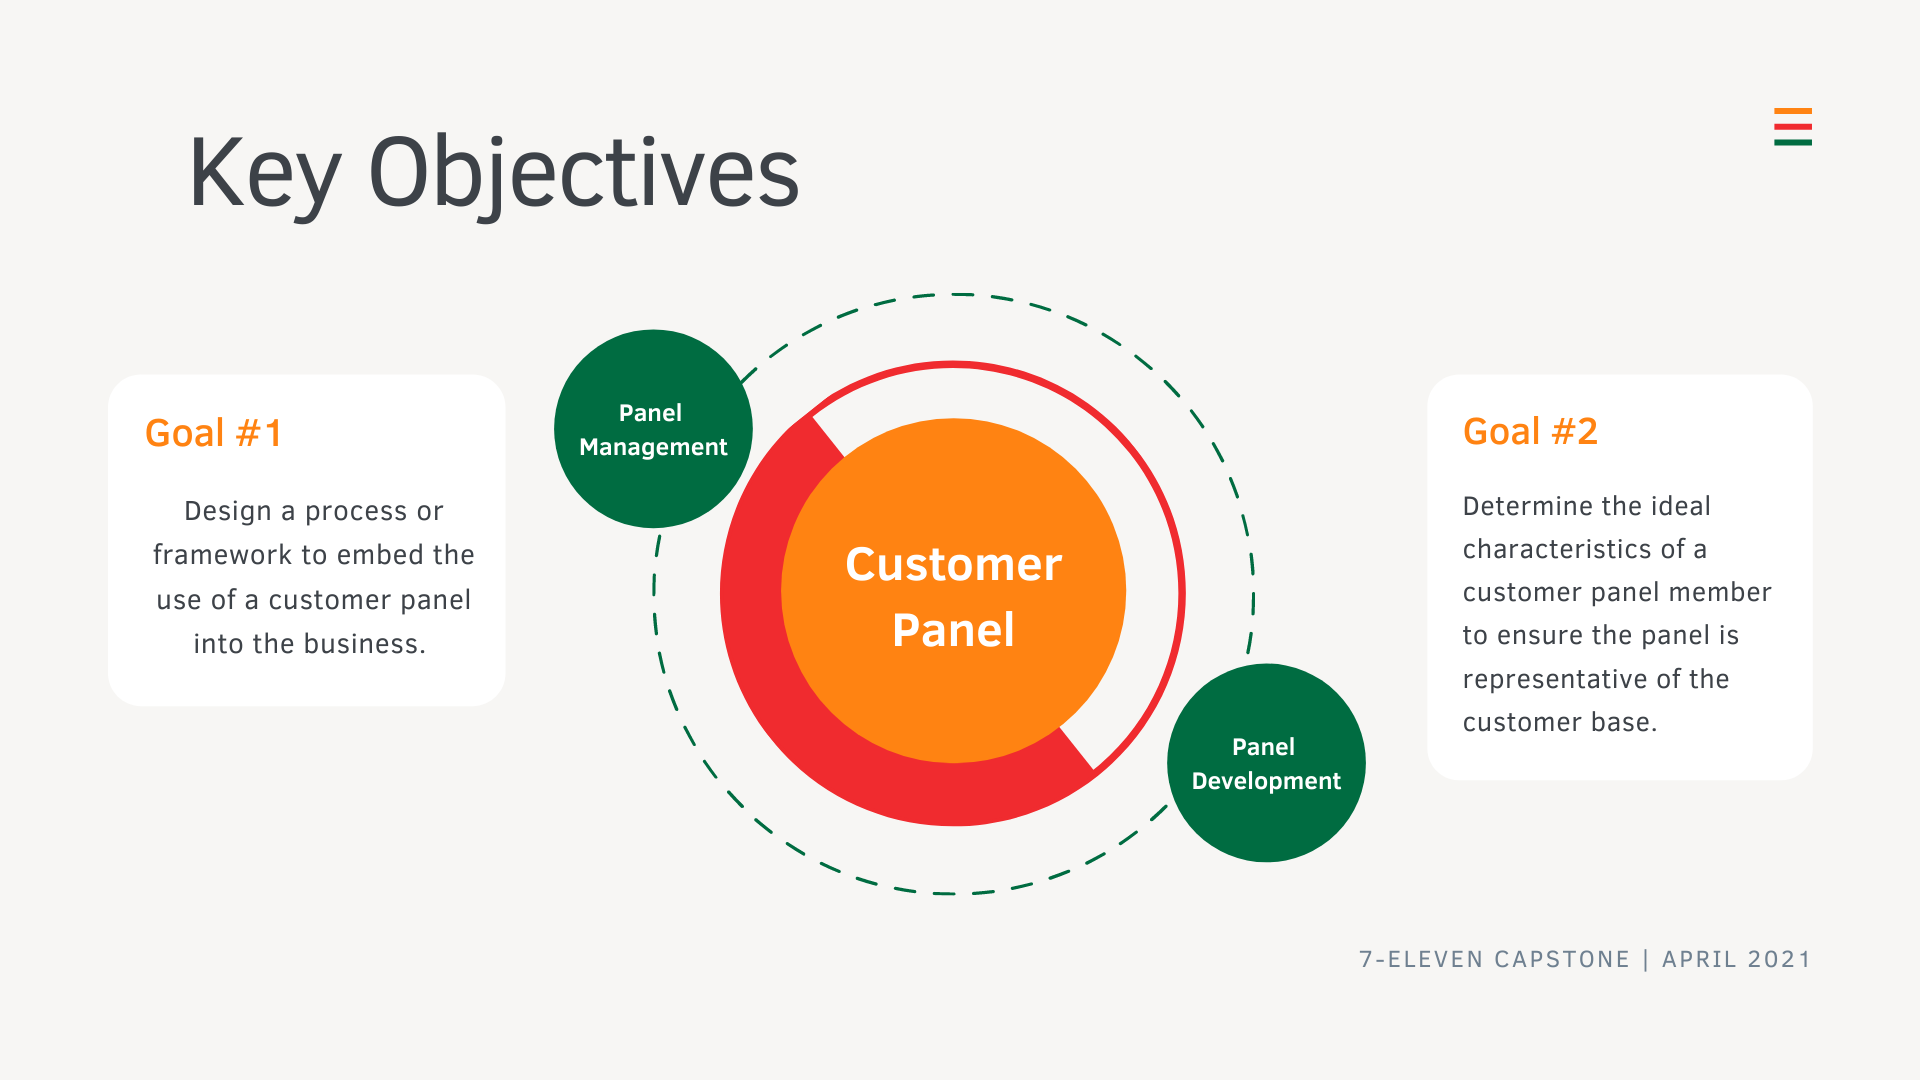 Key Objectives
Goal #1
Design a process or
framework to embed the
use of a customer panel
into the business.
Panel
Management
Customer
Panel
Panel
Development
Goal #2
Determine the ideal
characteristics of a
customer panel member
to ensure the panel is
representative of the
customer base.
7-ELEVEN CAPSTONE | APRIL 2021